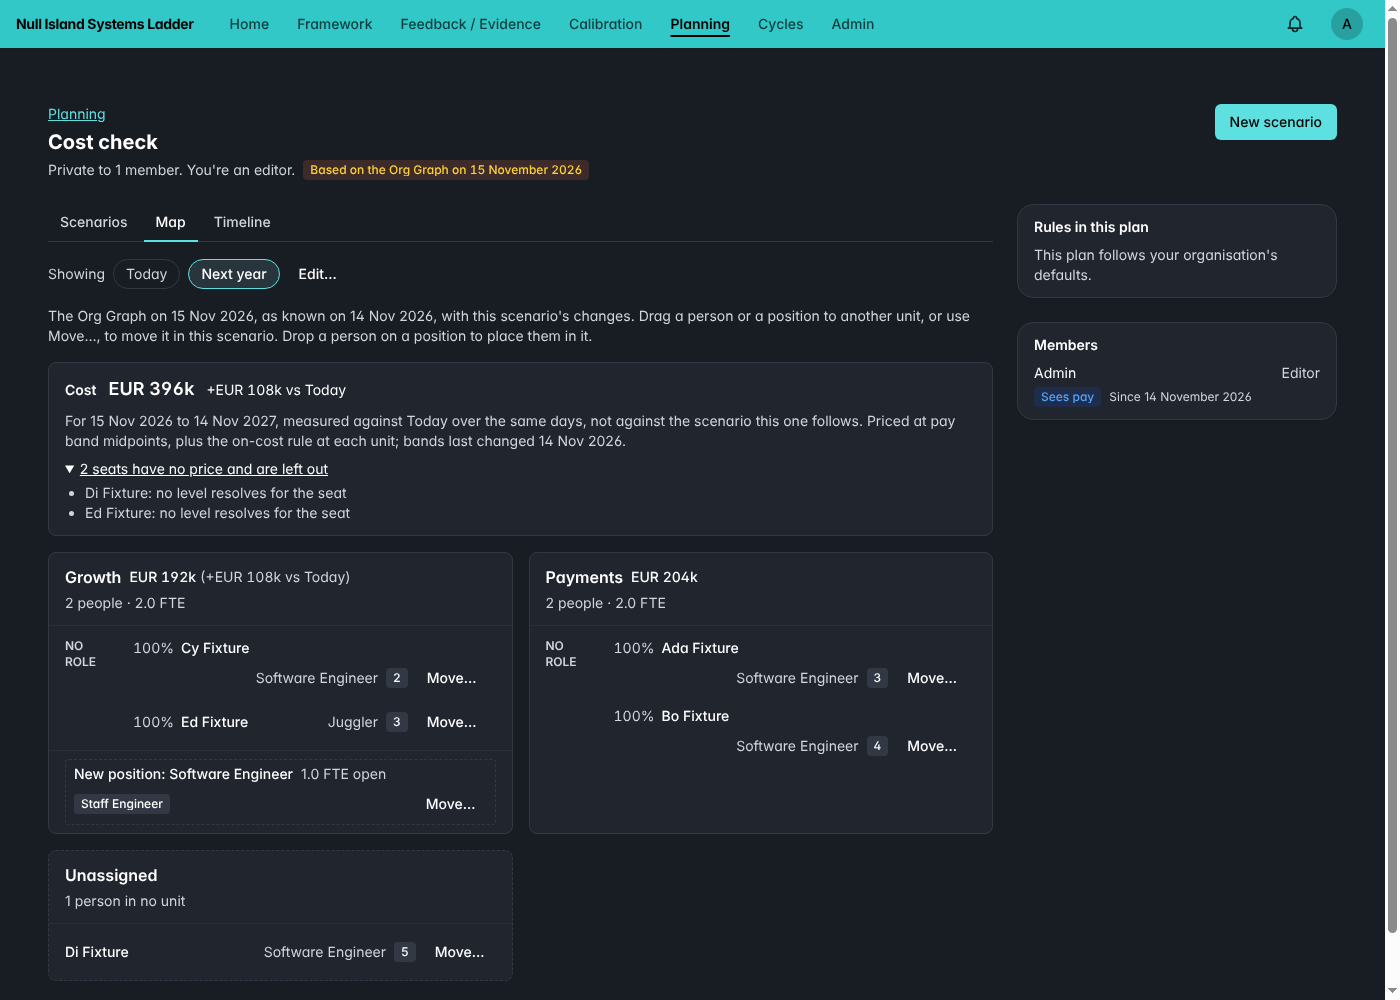 Null Island Systems Ladder
Home
Framework
Feedback / Evidence
Calibration
Planning
Cycles
Admin
A
Planning
Cost check
New scenario
Private to 1 member. You're an editor.
Based on the Org Graph on 15 November 2026
Scenarios
Map
Timeline
Showing
Today
Next year
Edit...
The Org Graph on 15 Nov 2026, as known on 14 Nov 2026, with this scenario's changes. Drag a person or a position to another unit, or use
Move..., to move it in this scenario. Drop a person on a position to place them in it.
Cost EUR 396k +EUR 108k vs Today
For 15 Nov 2026 to 14 Nov 2027, measured against Today over the same days, not against the scenario this one follows. Priced at pay
band midpoints, plus the on-cost rule at each unit; bands last changed 14 Nov 2026.
2 seats have no price and are left out
Di Fixture: no level resolves for the seat
Ed Fixture: no level resolves for the seat
Growth EUR 192k (+EUR 108k vs Today)
2 people · 2.0 FTE
NO
ROLE
100% Cy Fixture
Software Engineer 2 Move...
100% Ed Fixture Juggler 3 Move...
New position: Software Engineer 1.0 FTE open
Staff Engineer Move...
Payments EUR 204k
2 people · 2.0 FTE
NO
ROLE
100% Ada Fixture
Software Engineer 3 Move...
100% Bo Fixture
Software Engineer 4 Move...
Unassigned
1 person in no unit
Di Fixture Software Engineer 5 Move...
Rules in this plan
This plan follows your organisation's
defaults.
Members
Admin Editor
Sees pay Since 14 November 2026